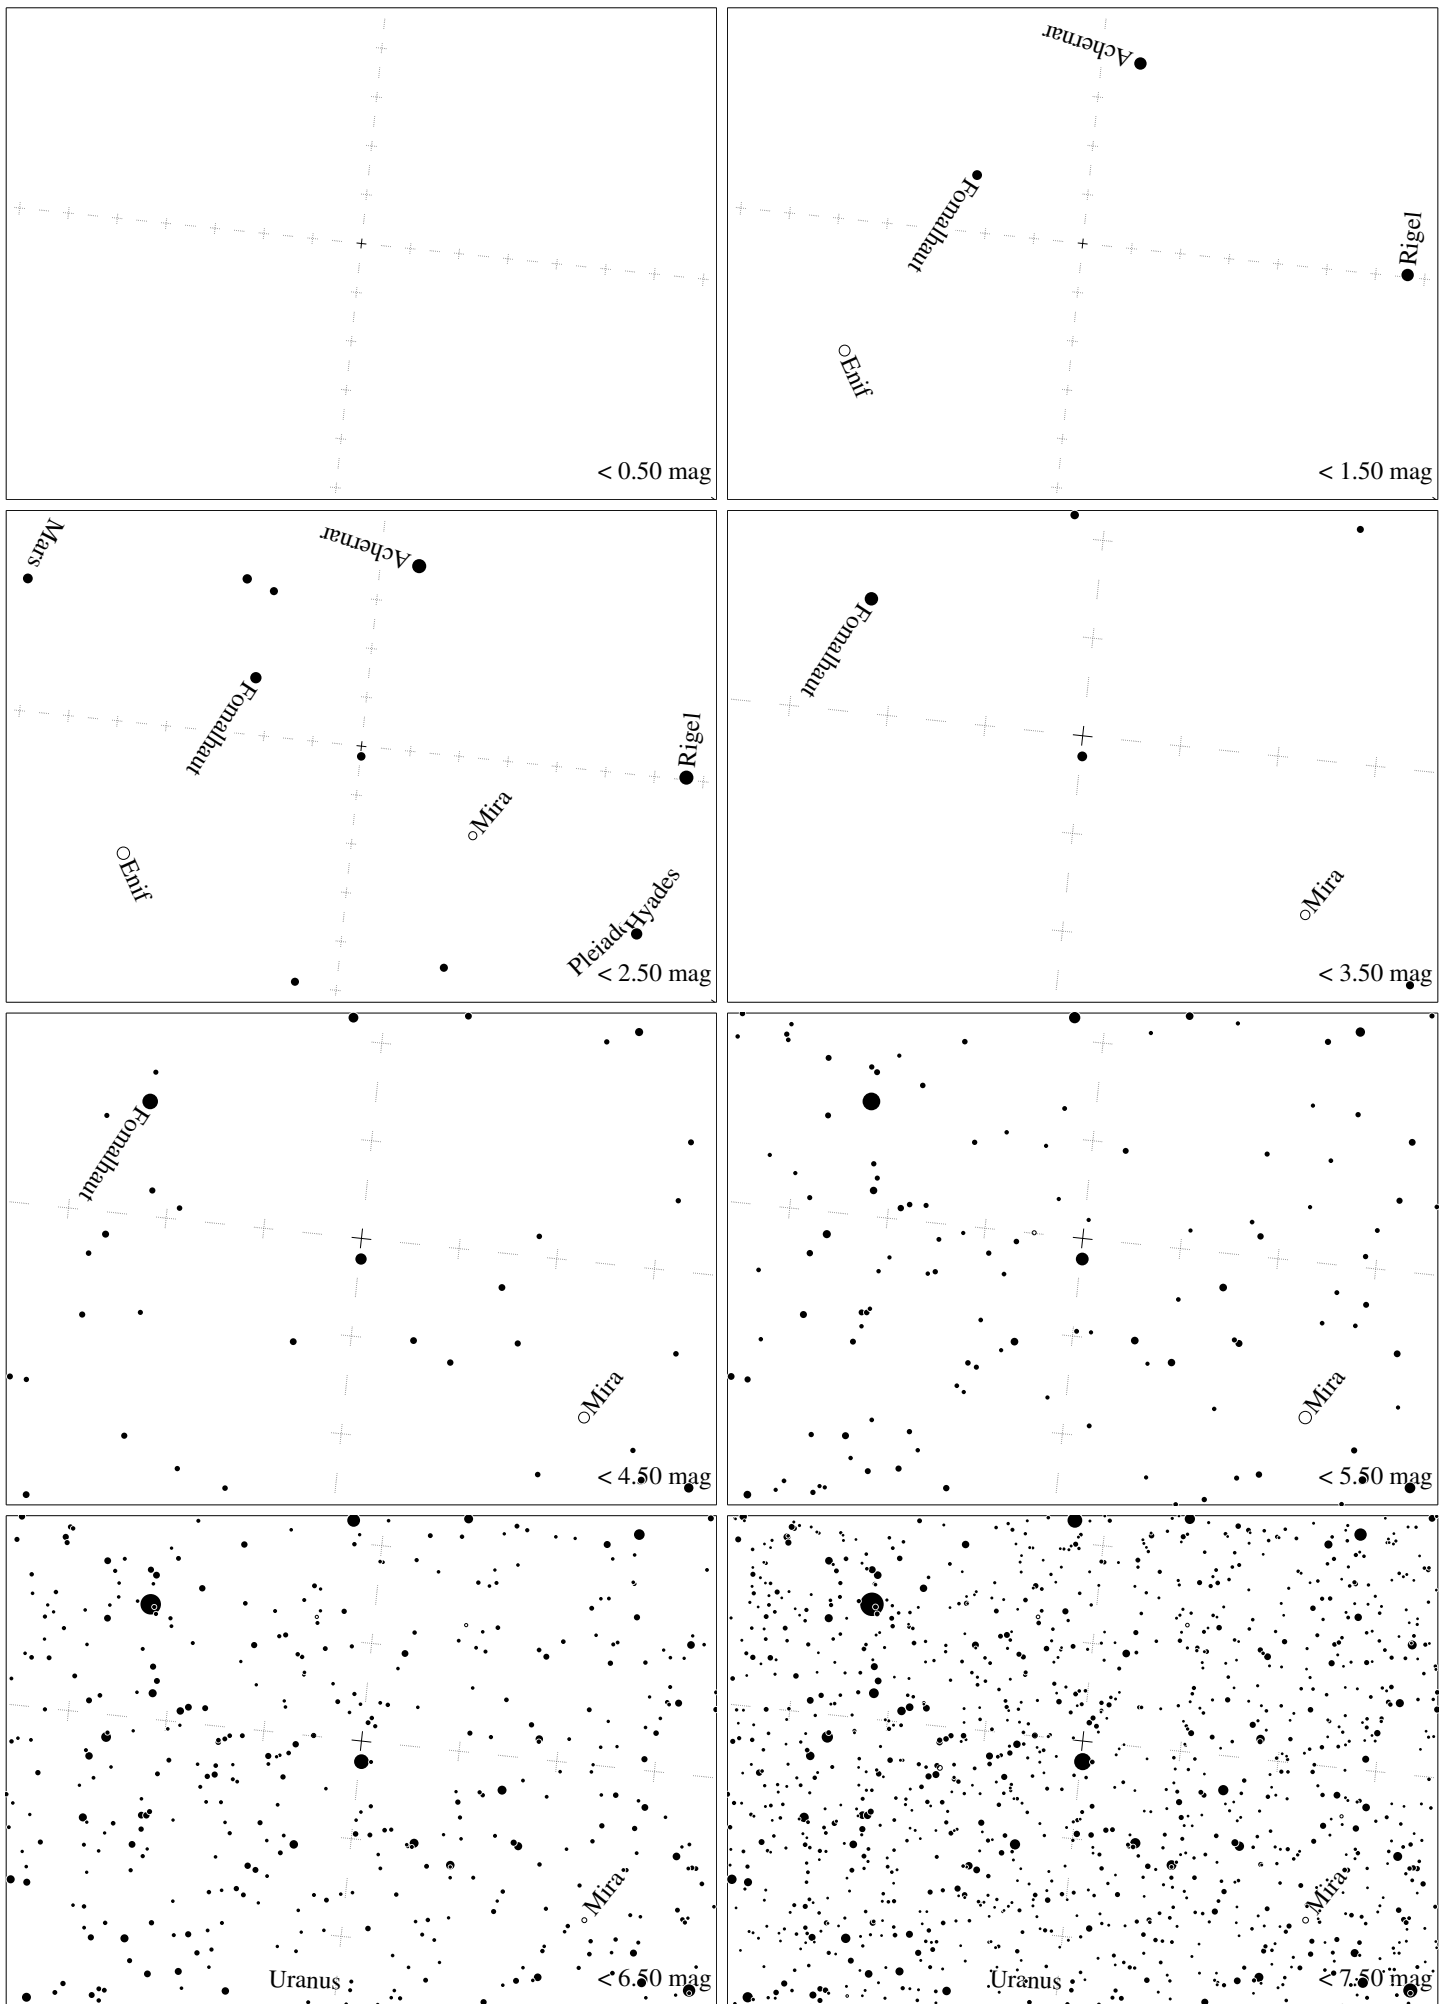 < 0.50 mag
Achernar
Fomalhaut
Rigel
Enif
< 1.50 mag
Mars
Achernar
Fomalhaut
Rigel
Mira
Enif
Hyades
Pleiad
< 2.50 mag
Fomalhaut
Mira
< 3.50 mag
Fomalhaut
Mira
< 4.50 mag
Mira
< 5.50 mag
Mira
Uranus
< 6.50 mag
Mira
Uranus
< 7.50 mag